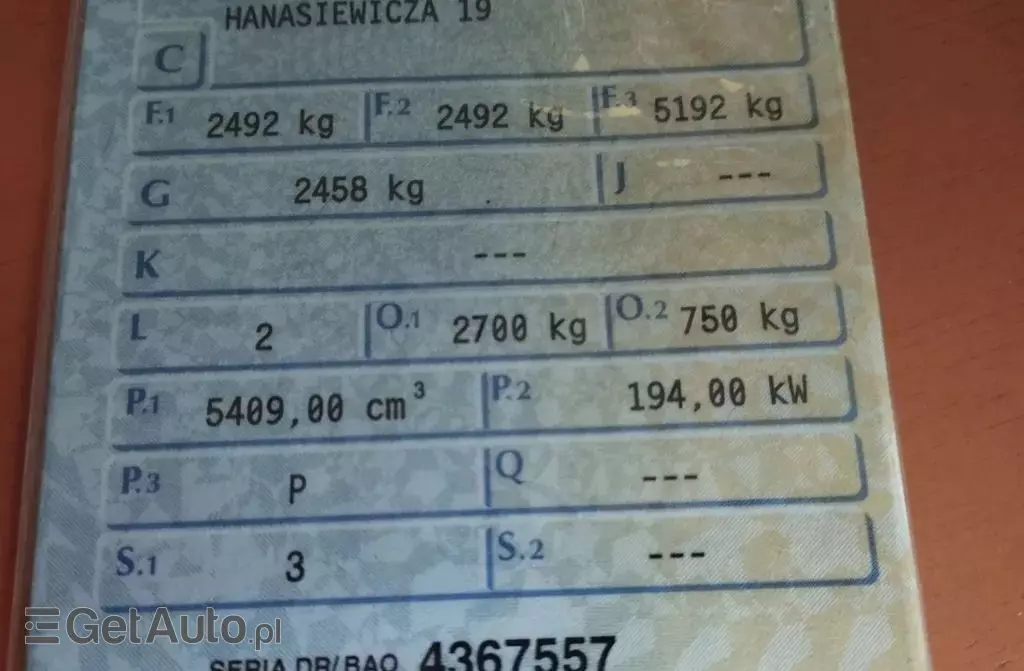 HANASIEWICZA 19
C
F.1 2492 kg F.2 2492 kg F.3 5192 kg
G 2458 kg J ---
K ---
L 2 O.1 2700 kg O.2 750 kg
P.1 5409,00 cm³ P.2 194,00 kW
P.3 P Q ---
S.1 3 S.2 ---
SERIA DR/BAO 4367557
GetAuto.pl